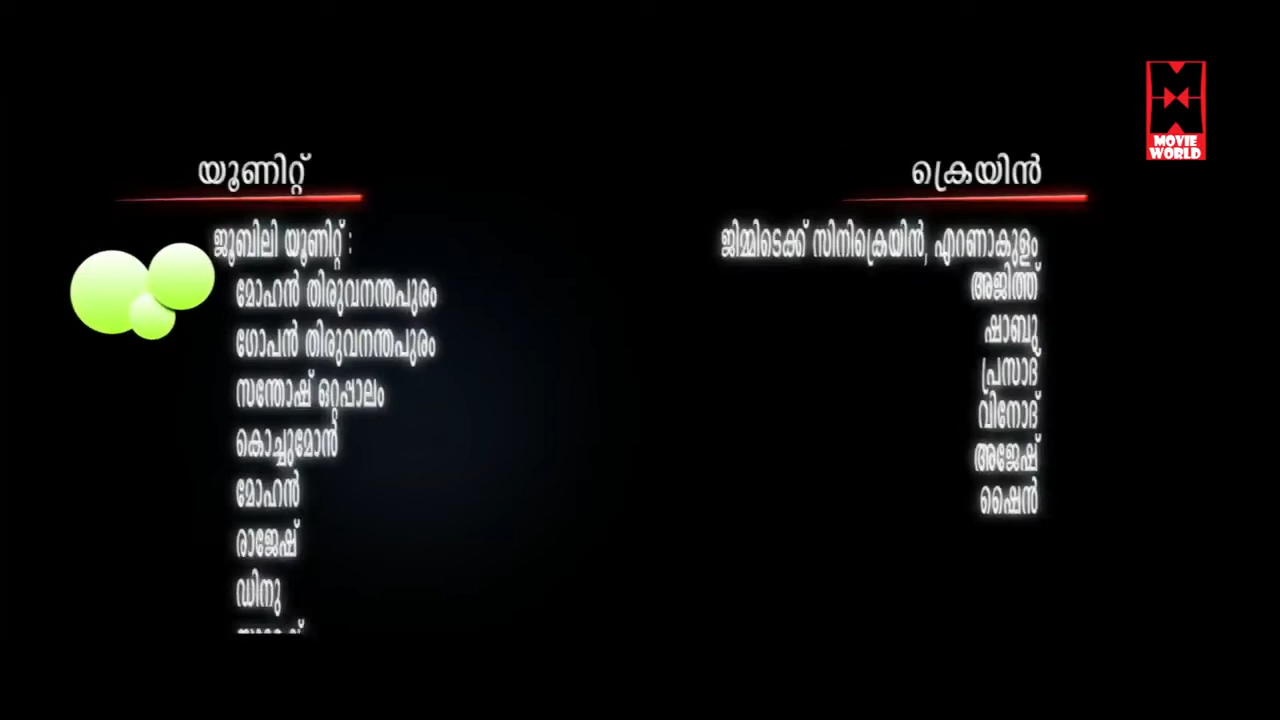 MOVIE
WORLD
യൂണിറ്റ്
ജൂബിലി യൂണിറ്റ് :
മോഹൻ തിരുവനന്തപുരം
ഗോപൻ തിരുവനന്തപുരം
സന്തോഷ് ഒറ്റപ്പാലം
കൊച്ചുമോൻ
മോഹൻ
രാജേഷ്
ഡിനു
ക്രെയിൻ
ജിമ്മിടെക്ക് സിനിക്രെയിൻ, എറണാകുളം
അജിത്ത്
ഷാബു
പ്രസാദ്
വിനോദ്
അജേഷ്
ഷൈൻ